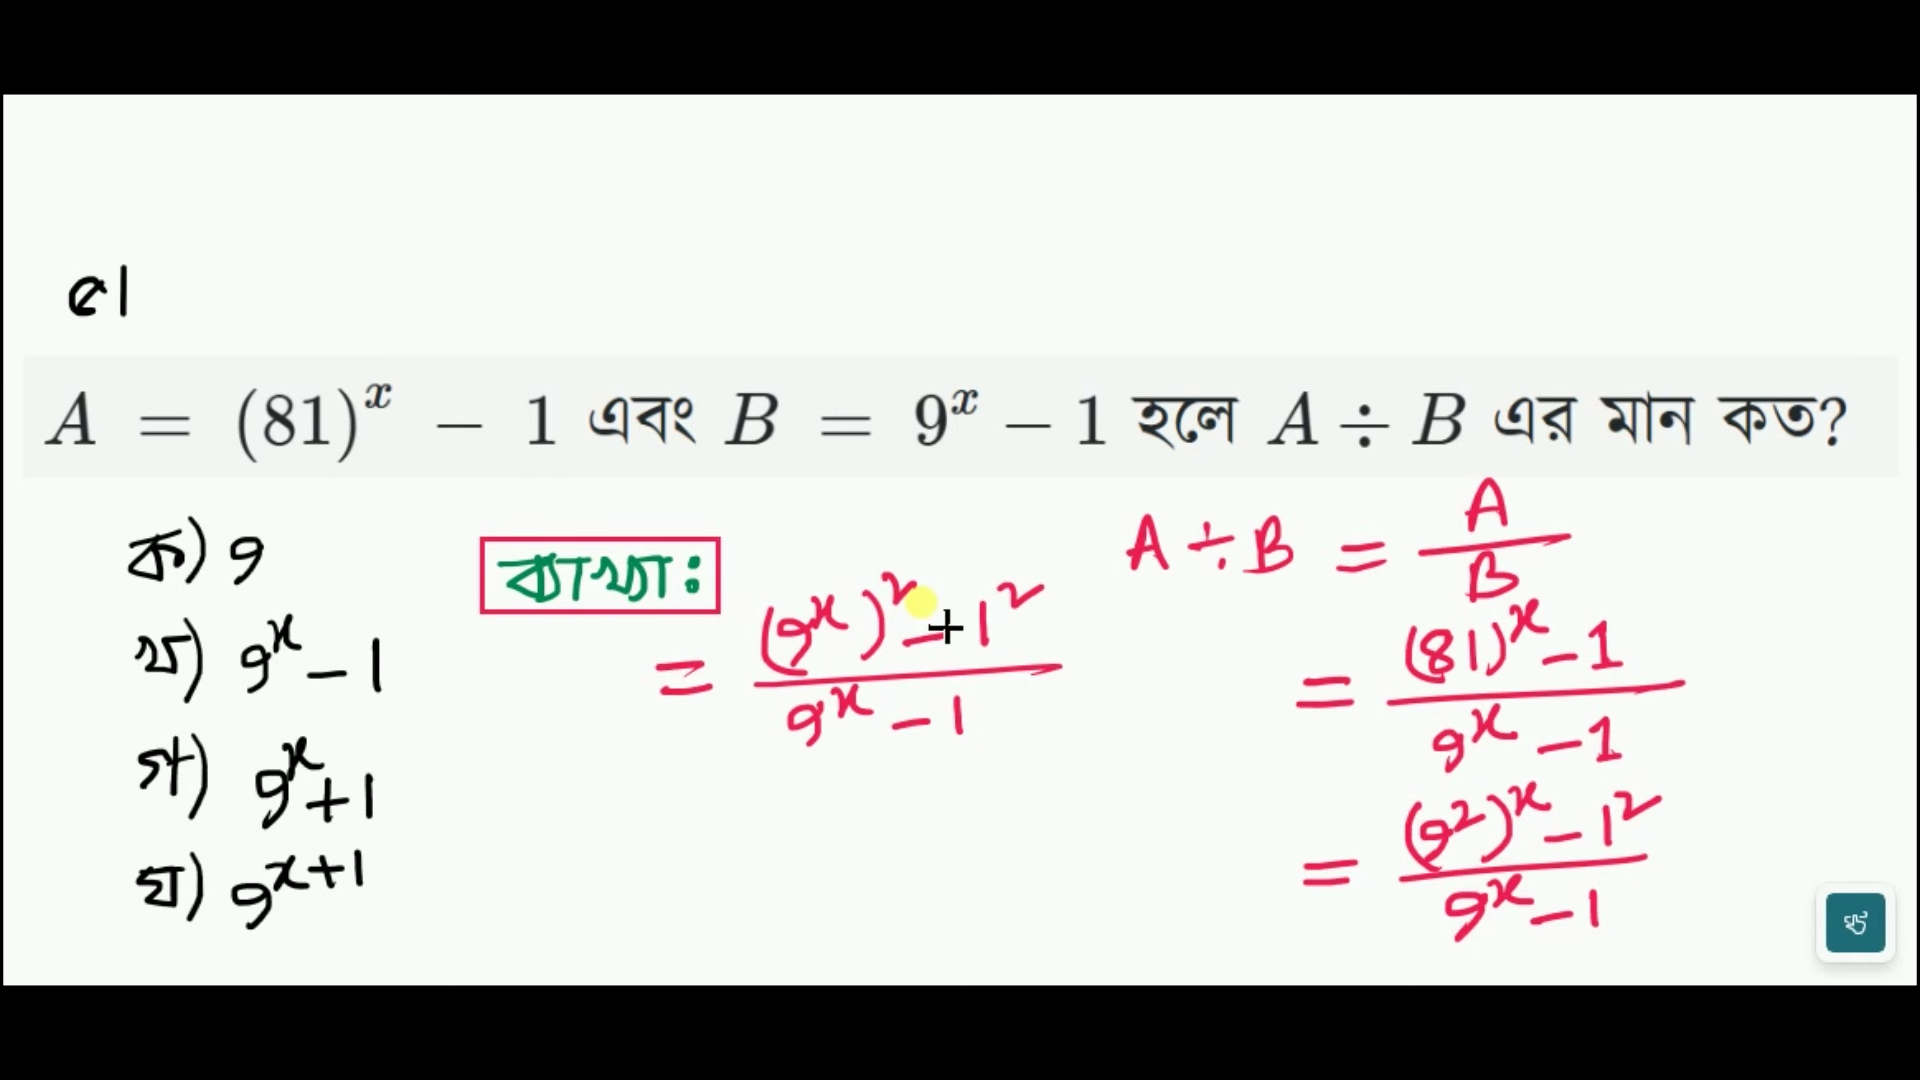 ৫।
A = (81)^x − 1 এবং B = 9^x − 1 হলে A ÷ B এর মান কত?
ক) 9
খ) 9^x − 1
গ) 9^x + 1
ঘ) 9^{x+1}
ব্যাখ্যা:
A ÷ B = A/B
= ((81)^x − 1)/(9^x − 1)
= ((9^2)^x − 1^2)/(9^x − 1)
= ((9^x)^2 − 1^2)/(9^x − 1)